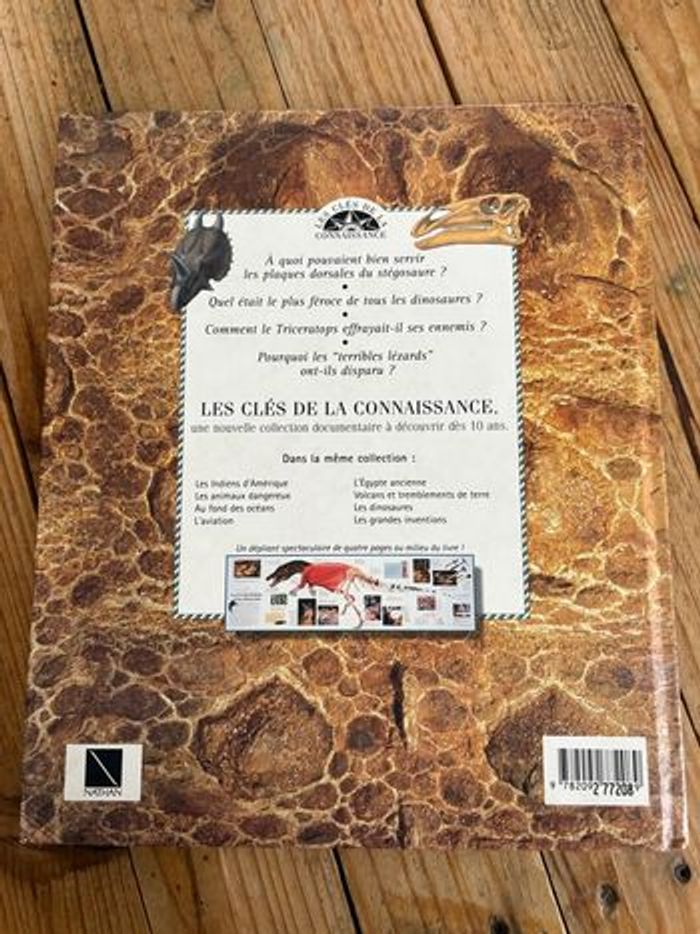 LES CLÉS DE LA
CONNAISSANCE
À quoi pouvaient bien servir
les plaques dorsales du stégosaure ?
•
Quel était le plus féroce de tous les dinosaures ?
•
Comment le Triceratops effrayait-il ses ennemis ?
•
Pourquoi les "terribles lézards"
ont-ils disparu ?
LES CLÉS DE LA CONNAISSANCE,
une nouvelle collection documentaire à découvrir dès 10 ans.
Dans la même collection :
Les Indiens d'Amérique
Les animaux dangereux
Au fond des océans
L'aviation
L'Égypte ancienne
Volcans et tremblements de terre
Les dinosaures
Les grandes inventions
Un dépliant spectaculaire de quatre pages au milieu du livre !
NATHAN